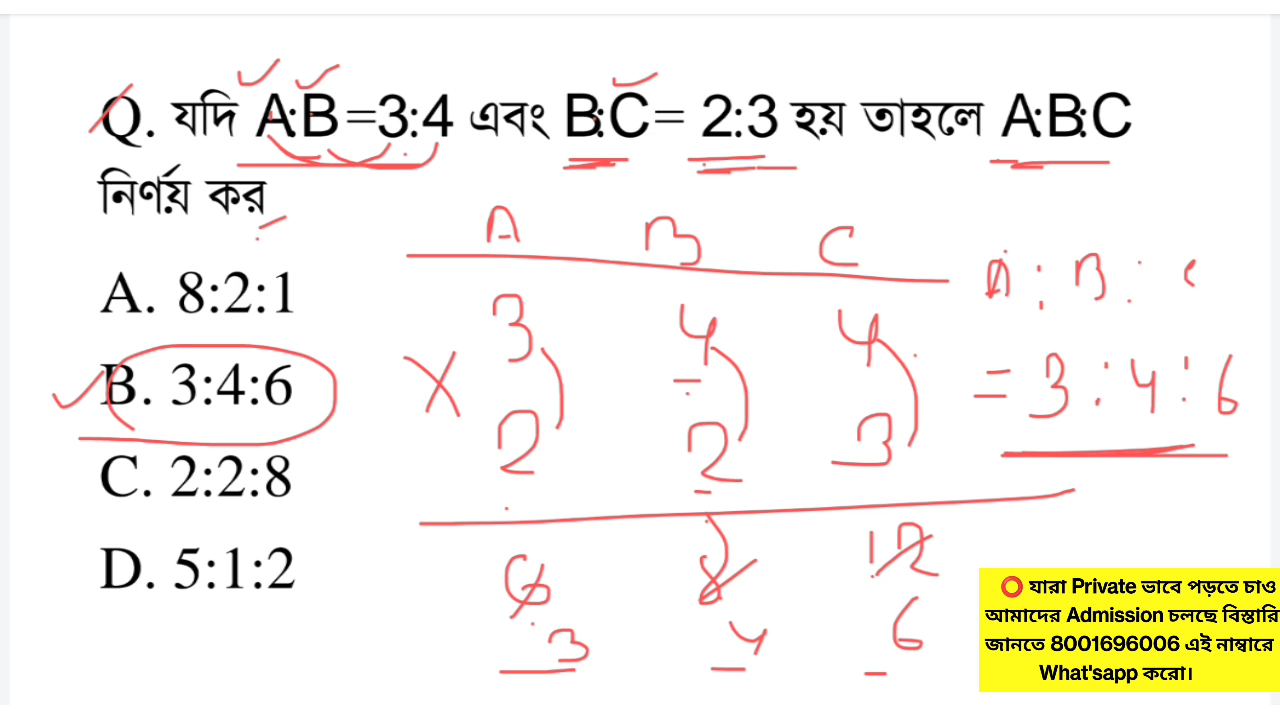 Q. যদি A:B=3:4 এবং B:C= 2:3 হয় তাহলে A:B:C
নির্ণয় কর
A. 8:2:1
B. 3:4:6
C. 2:2:8
D. 5:1:2
A B C
3 4 4
× 2 2 3
6 8 12
3 4 6
A : B : C
= 3 : 4 : 6
⭕ যারা Private ভাবে পড়তে চাও
আমাদের Admission চলছে বিস্তারি
জানতে 8001696006 এই নাম্বারে
What'sapp করো।